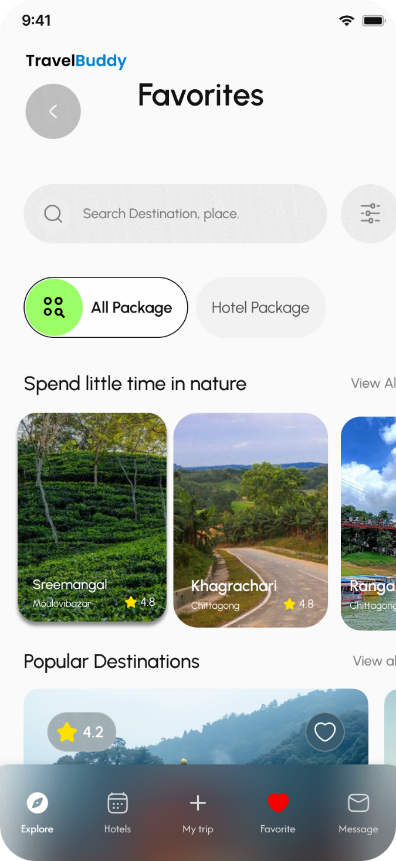 9:41
TravelBuddy
Favorites
Search Destination, place.
All Package
Hotel Package
Spend little time in nature
View Al
Sreemangal
Moulovibazar
4.8
Khagrachari
Chittagong
4.8
Ranga
Chittagong
Popular Destinations
View al
4.2
Explore
Hotels
My trip
Favorite
Message